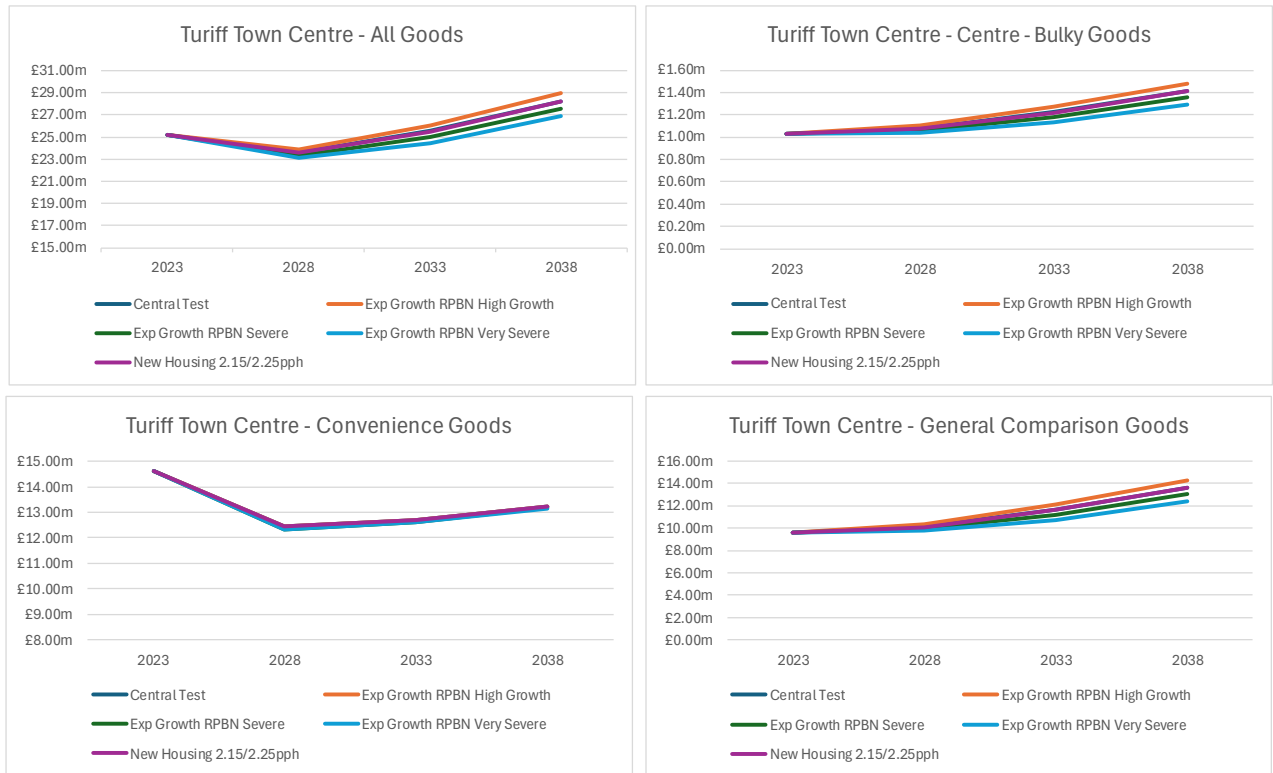 Turiff Town Centre - All Goods
£31.00m
£29.00m
£27.00m
£25.00m
£23.00m
£21.00m
£19.00m
£17.00m
£15.00m
2023 2028 2033 2038
Central Test Exp Growth RPBN High Growth
Exp Growth RPBN Severe Exp Growth RPBN Very Severe
New Housing 2.15/2.25pph
Turiff Town Centre - Centre - Bulky Goods
£1.60m
£1.40m
£1.20m
£1.00m
£0.80m
£0.60m
£0.40m
£0.20m
£0.00m
2023 2028 2033 2038
Central Test Exp Growth RPBN High Growth
Exp Growth RPBN Severe Exp Growth RPBN Very Severe
New Housing 2.15/2.25pph
Turiff Town Centre - Convenience Goods
£15.00m
£14.00m
£13.00m
£12.00m
£11.00m
£10.00m
£9.00m
£8.00m
2023 2028 2033 2038
Central Test Exp Growth RPBN High Growth
Exp Growth RPBN Severe Exp Growth RPBN Very Severe
New Housing 2.15/2.25pph
Turiff Town Centre - General Comparison Goods
£16.00m
£14.00m
£12.00m
£10.00m
£8.00m
£6.00m
£4.00m
£2.00m
£0.00m
2023 2028 2033 2038
Central Test Exp Growth RPBN High Growth
Exp Growth RPBN Severe Exp Growth RPBN Very Severe
New Housing 2.15/2.25pph